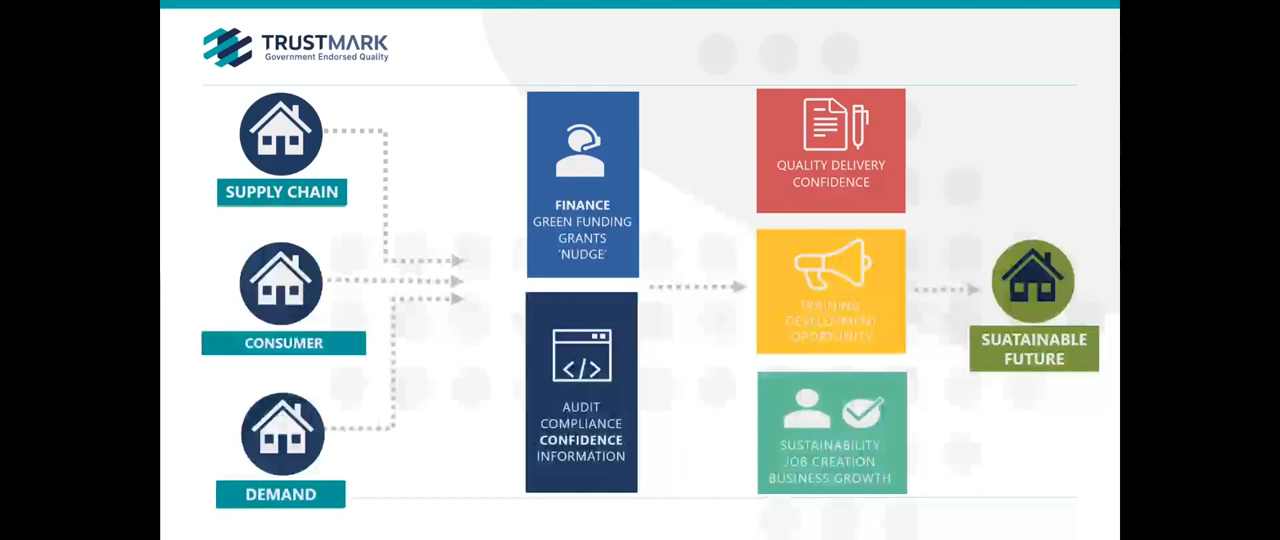 TRUSTMARK
Government Endorsed Quality
SUPPLY CHAIN
CONSUMER
DEMAND
FINANCE
GREEN FUNDING
GRANTS
'NUDGE'
AUDIT
COMPLIANCE
CONFIDENCE
INFORMATION
QUALITY DELIVERY
CONFIDENCE
TRAINING
DEVELOPMENT
OPORTUNITY
SUSTAINABILITY
JOB CREATION
BUSINESS GROWTH
SUATAINABLE
FUTURE